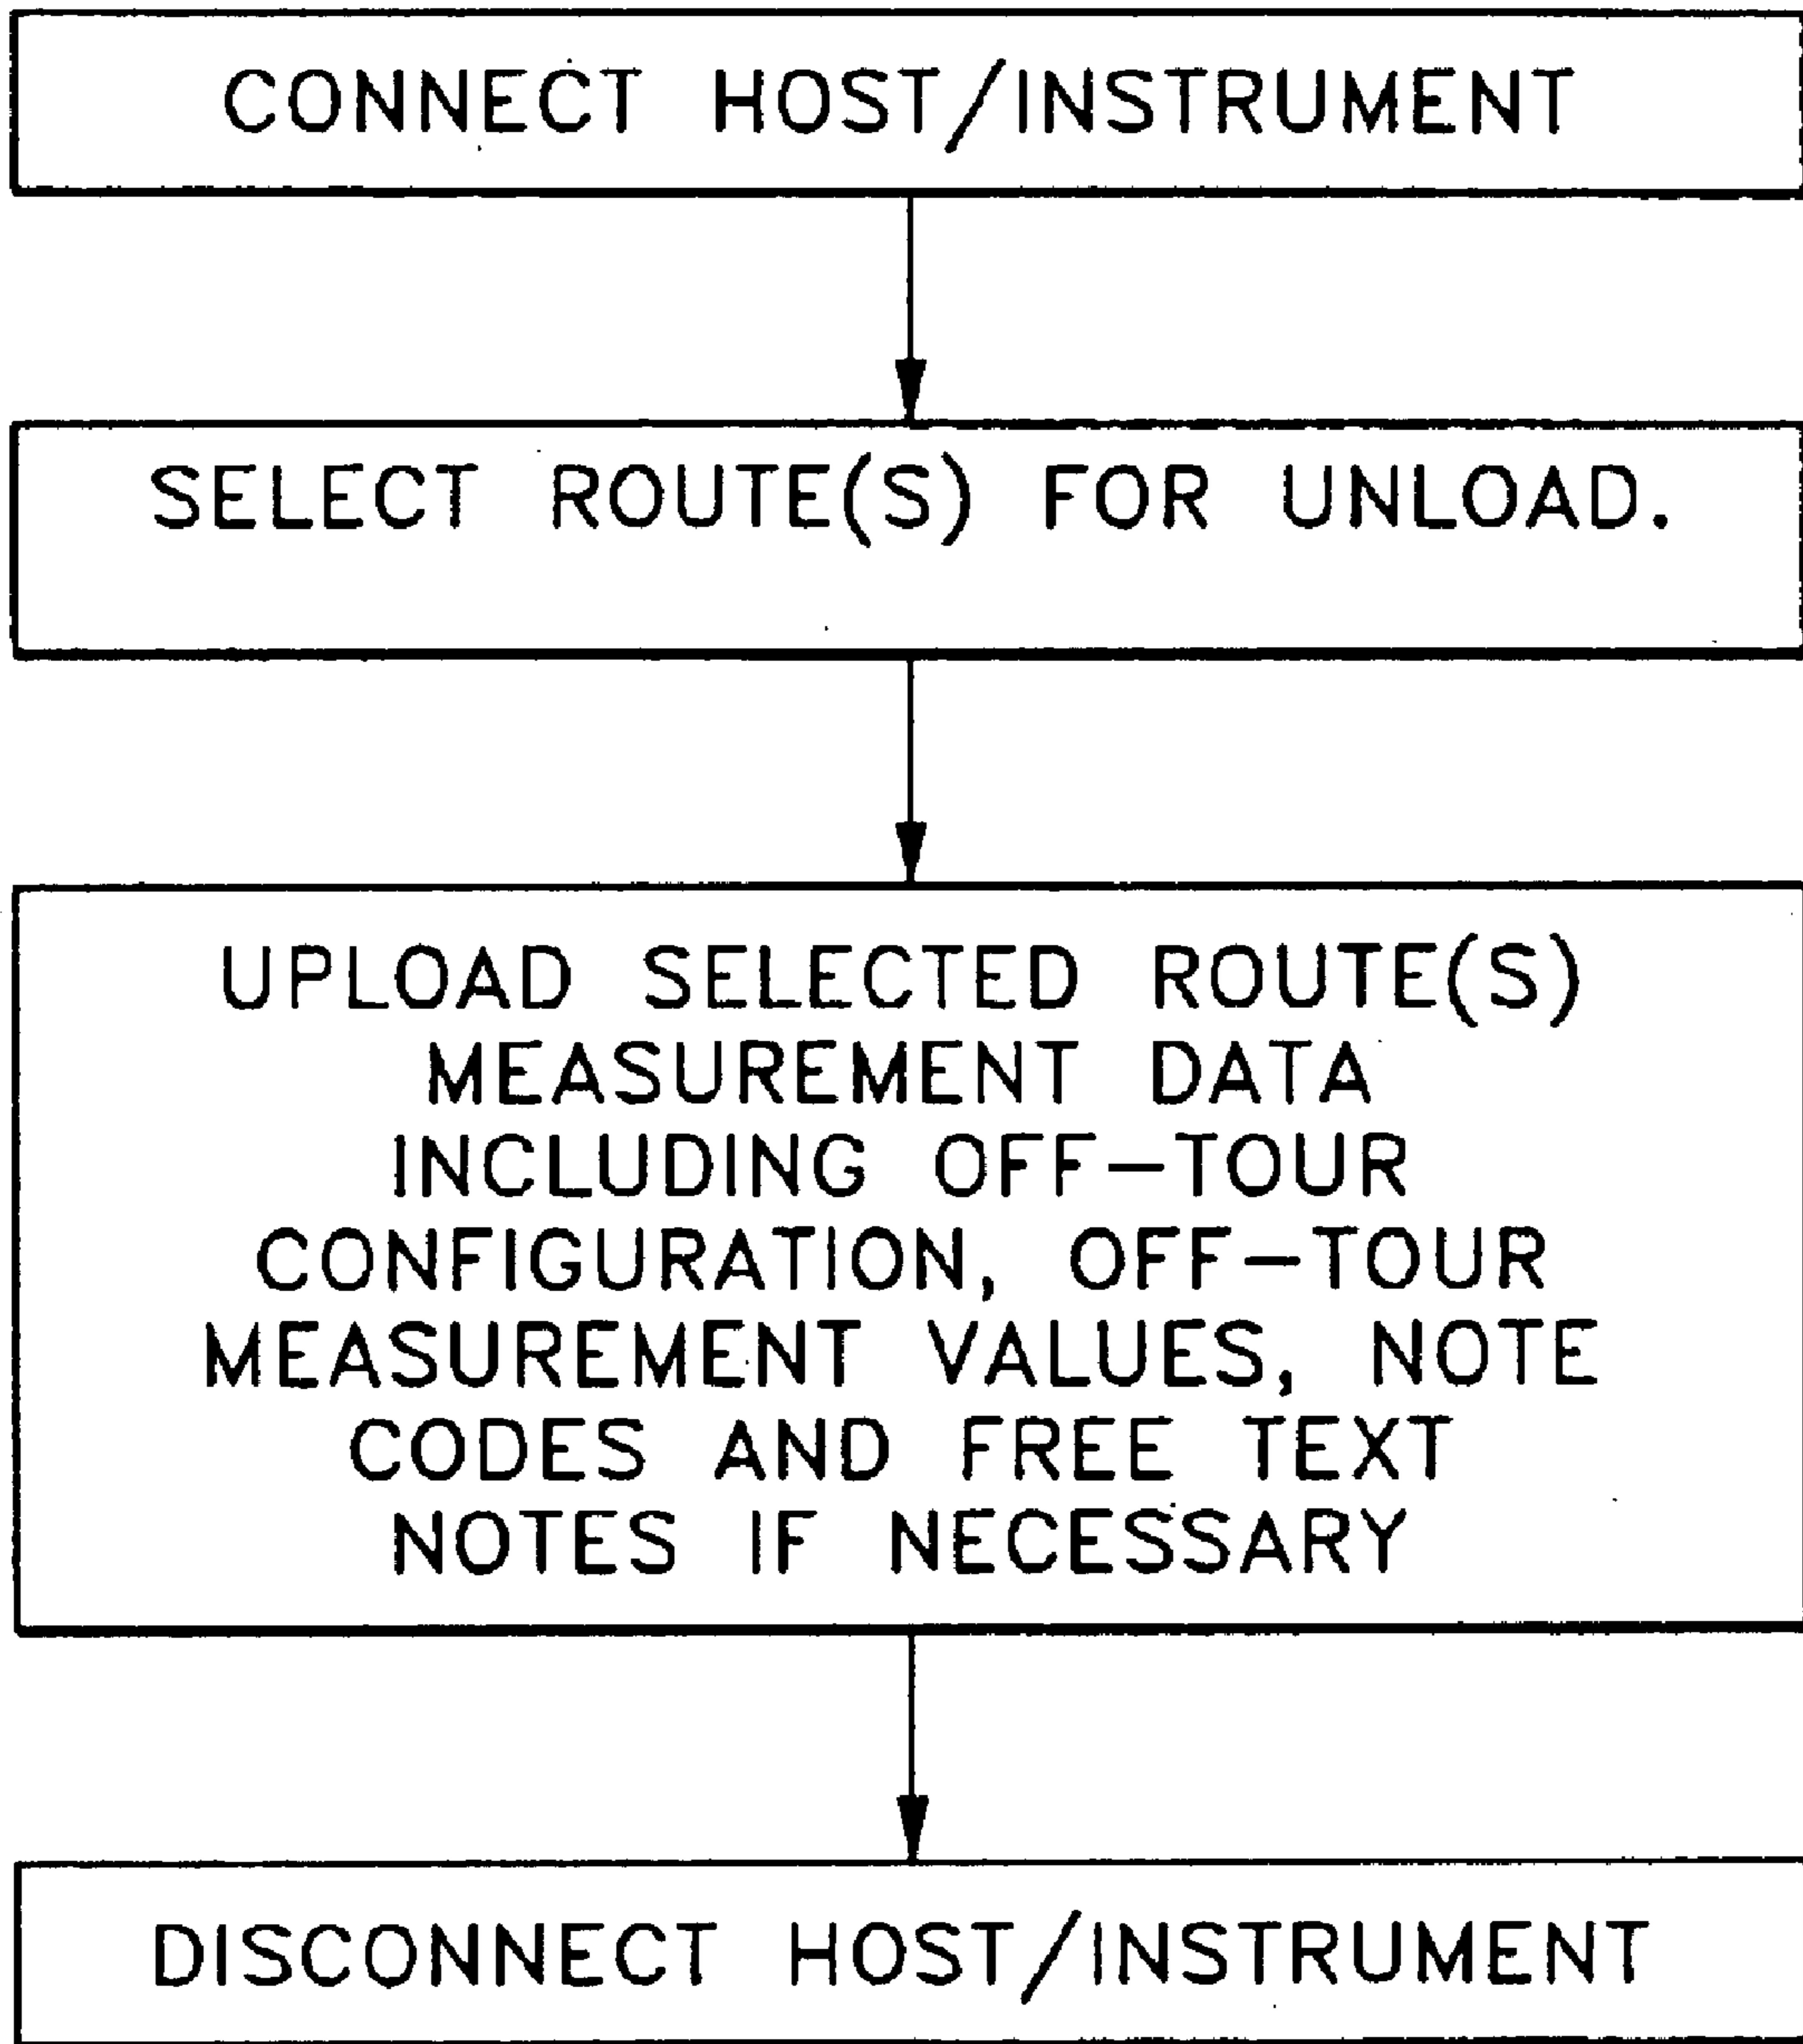 CONNECT HOST/INSTRUMENT
SELECT ROUTE(S) FOR UNLOAD.
UPLOAD SELECTED ROUTE(S)
MEASUREMENT DATA
INCLUDING OFF-TOUR
CONFIGURATION, OFF-TOUR
MEASUREMENT VALUES, NOTE
CODES AND FREE TEXT
NOTES IF NECESSARY
DISCONNECT HOST/INSTRUMENT